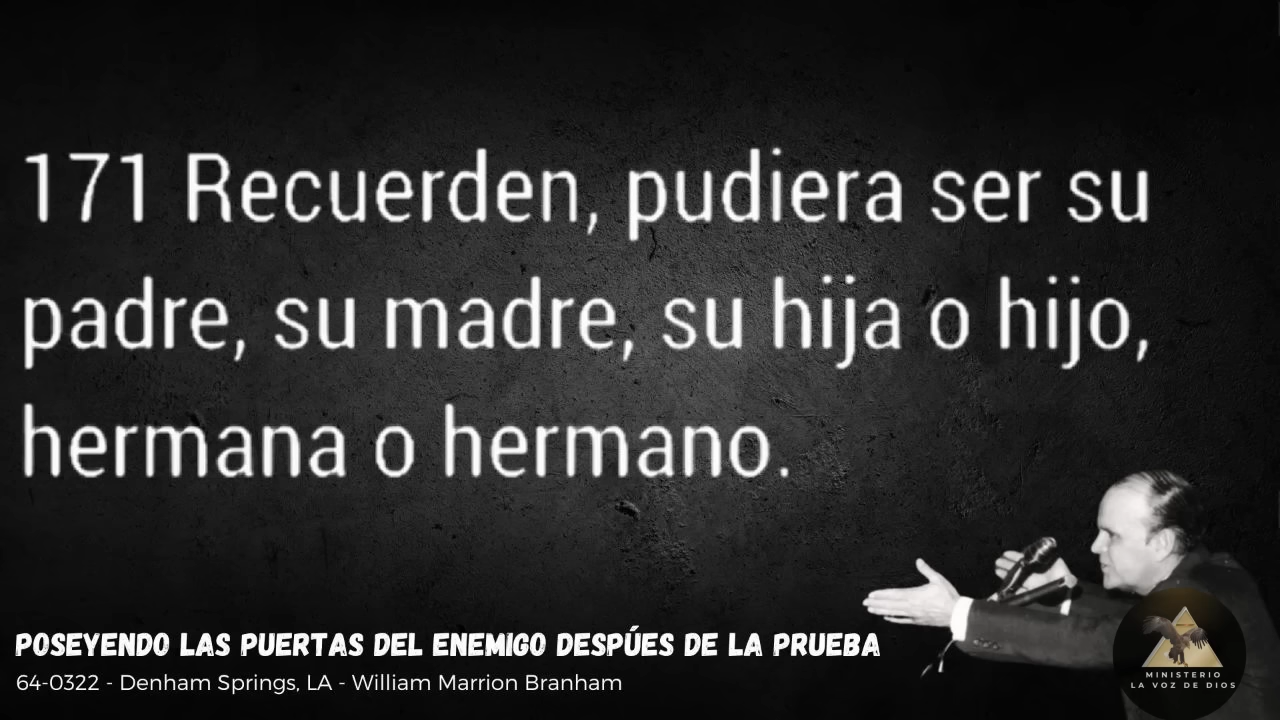 171 Recuerden, pudiera ser su
padre, su madre, su hija o hijo,
hermana o hermano.
POSEYENDO LAS PUERTAS DEL ENEMIGO DESPÚES DE LA PRUEBA
64-0322 - Denham Springs, LA - William Marrion Branham
MINISTERIO
LA VOZ DE DIOS